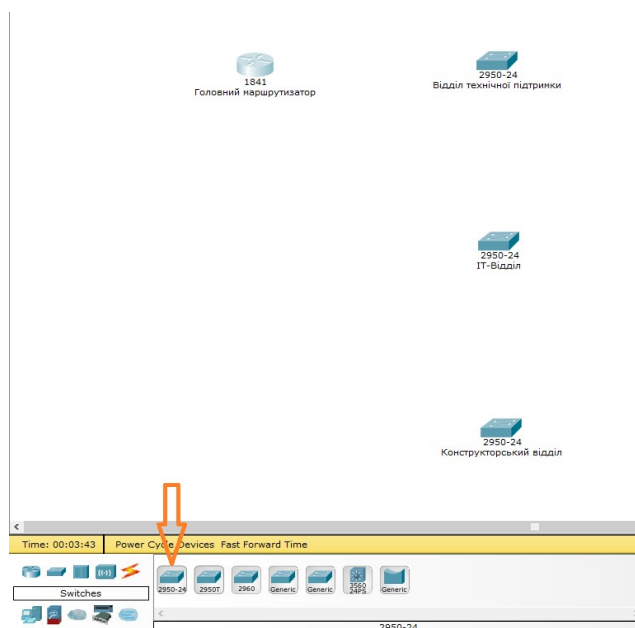 1841
Головний маршрутизатор
2950-24
Відділ технічної підтримки
2950-24
ІТ-Відділ
2950-24
Конструкторський відділ
Time: 00:03:43 Power Cycle Devices Fast Forward Time
2950-24 2950T 2960 Generic Generic 3560 24PS Generic
Switches
2950-24